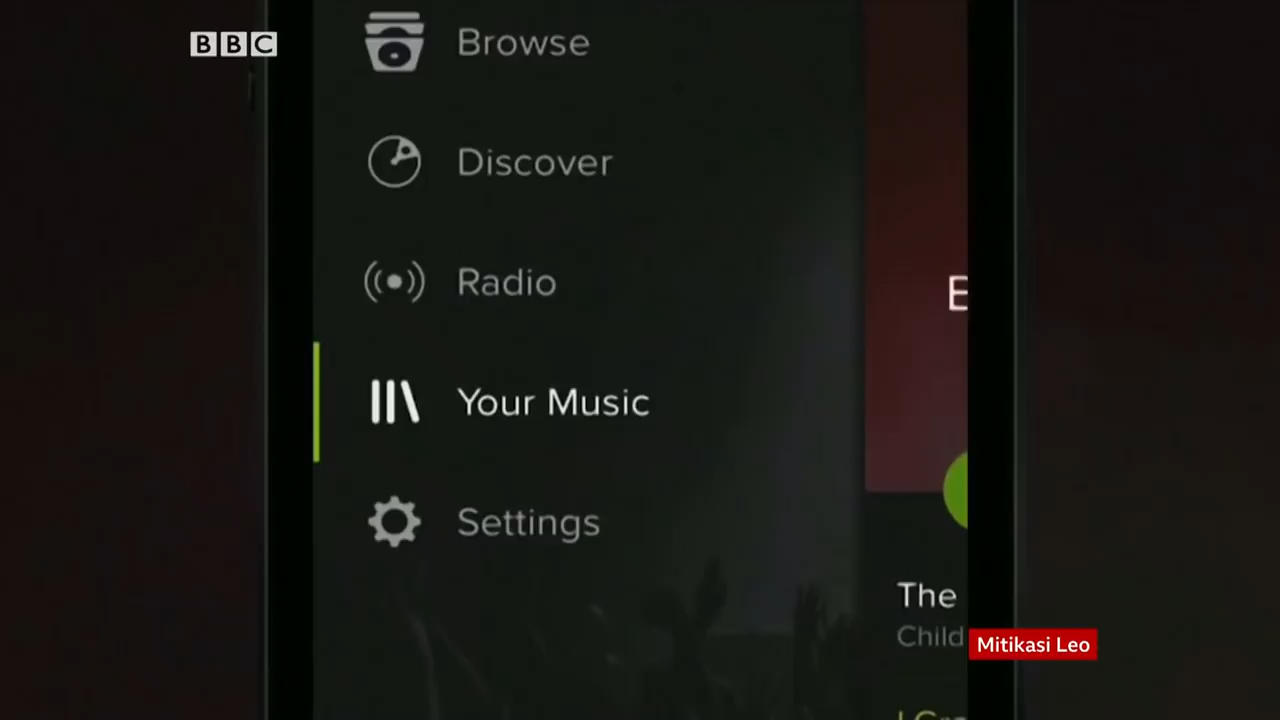 BBC
Browse
Discover
Radio
Your Music
Settings
The
Child
Mitikasi Leo